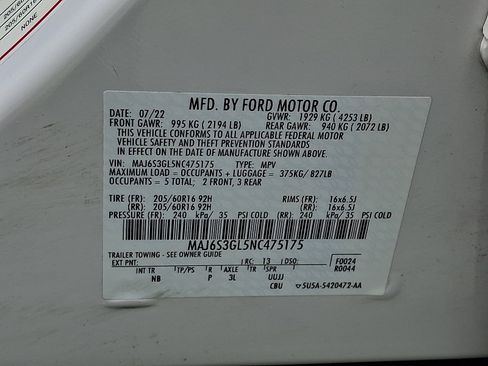 205/60R16
NONE
MFD. BY FORD MOTOR CO.
DATE: 07/22 GVWR: 1929 KG ( 4253 LB)
FRONT GAWR: 995 KG ( 2194 LB) REAR GAWR: 940 KG ( 2072 LB)
THIS VEHICLE CONFORMS TO ALL APPLICABLE FEDERAL MOTOR
VEHICLE SAFETY AND THEFT PREVENTION STANDARDS
IN EFFECT ON THE DATE OF MANUFACTURE SHOWN ABOVE.
VIN: MAJ6S3GL5NC475175 TYPE: MPV
MAXIMUM LOAD = OCCUPANTS + LUGGAGE = 375KG/ 827LB
OCCUPANTS = 5 TOTAL; 2 FRONT, 3 REAR
TIRE (FR): 205/60R16 92H RIMS (FR): 16x6.5J
(RR): 205/60R16 92H (RR): 16x6.5J
PRESSURE (FR): 240 kPa/ 35 PSI COLD (RR): 240 kPa/ 35 PSI COLD
MAJ6S3GL5NC475175
TRAILER TOWING - SEE OWNER GUIDE
EXT PNT: RC: 13 DSO: F0024
R0044
INT TR TP/PS R AXLE TR SPR
NB P 3L UUJJ
CBU 5U5A-5420472-AA